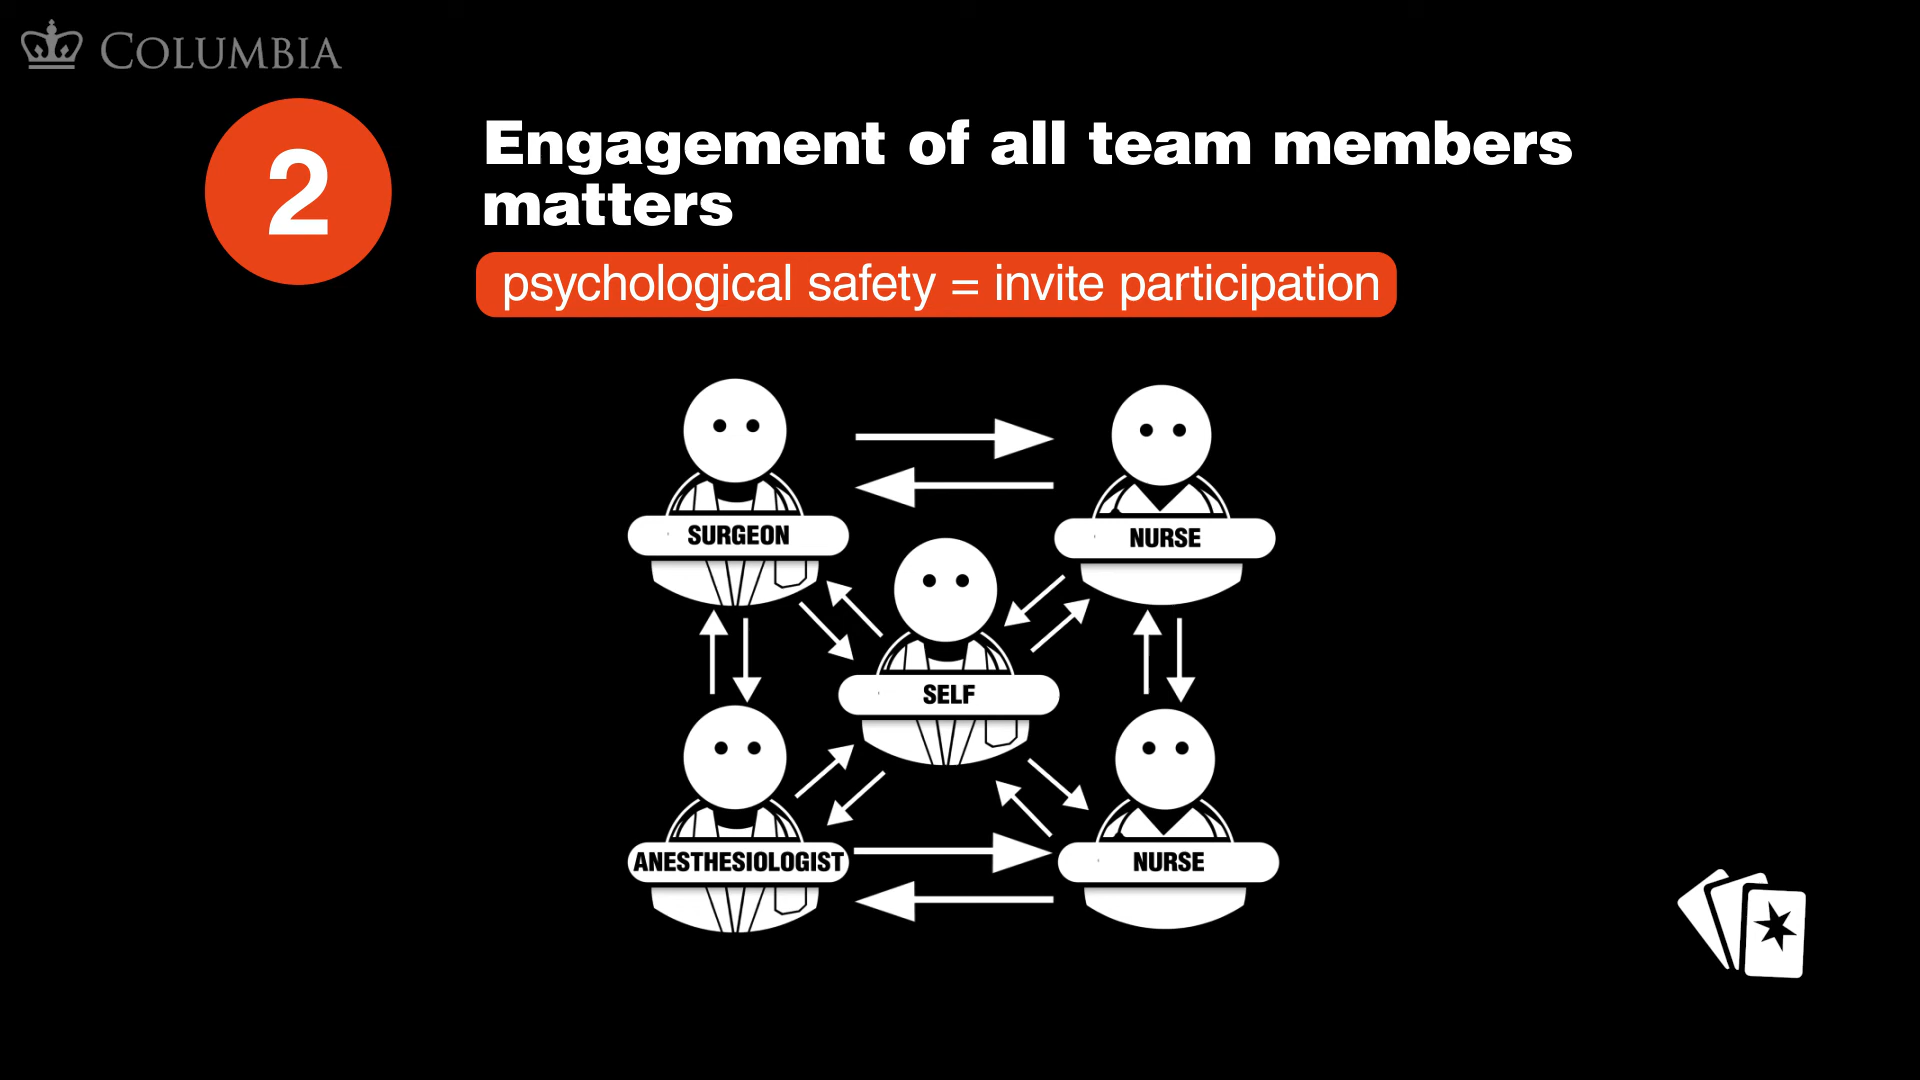 COLUMBIA
2
Engagement of all team members
matters
psychological safety = invite participation
SURGEON
NURSE
SELF
ANESTHESIOLOGIST
NURSE